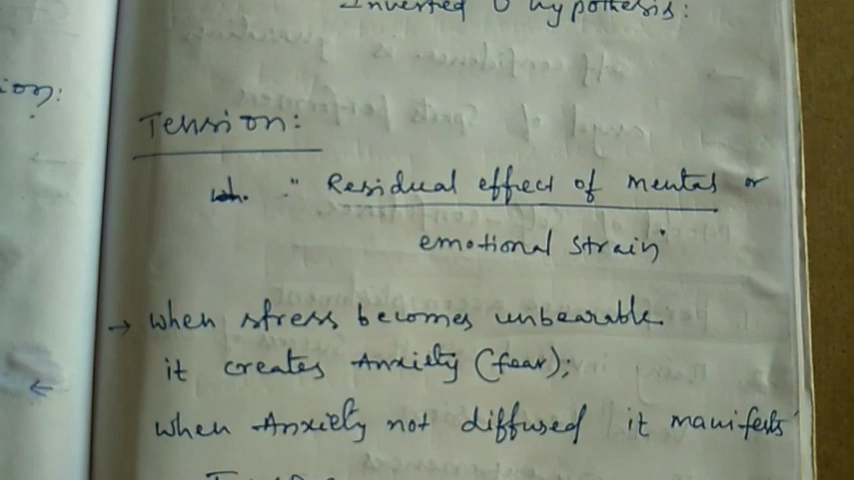 Inverted U hypothesis:
ion:
Tension:
" Residual effect of mental or
emotional strain"
→ when stress becomes unbearable
it creates Anxiety (fear);
when Anxiety not diffused it manifests